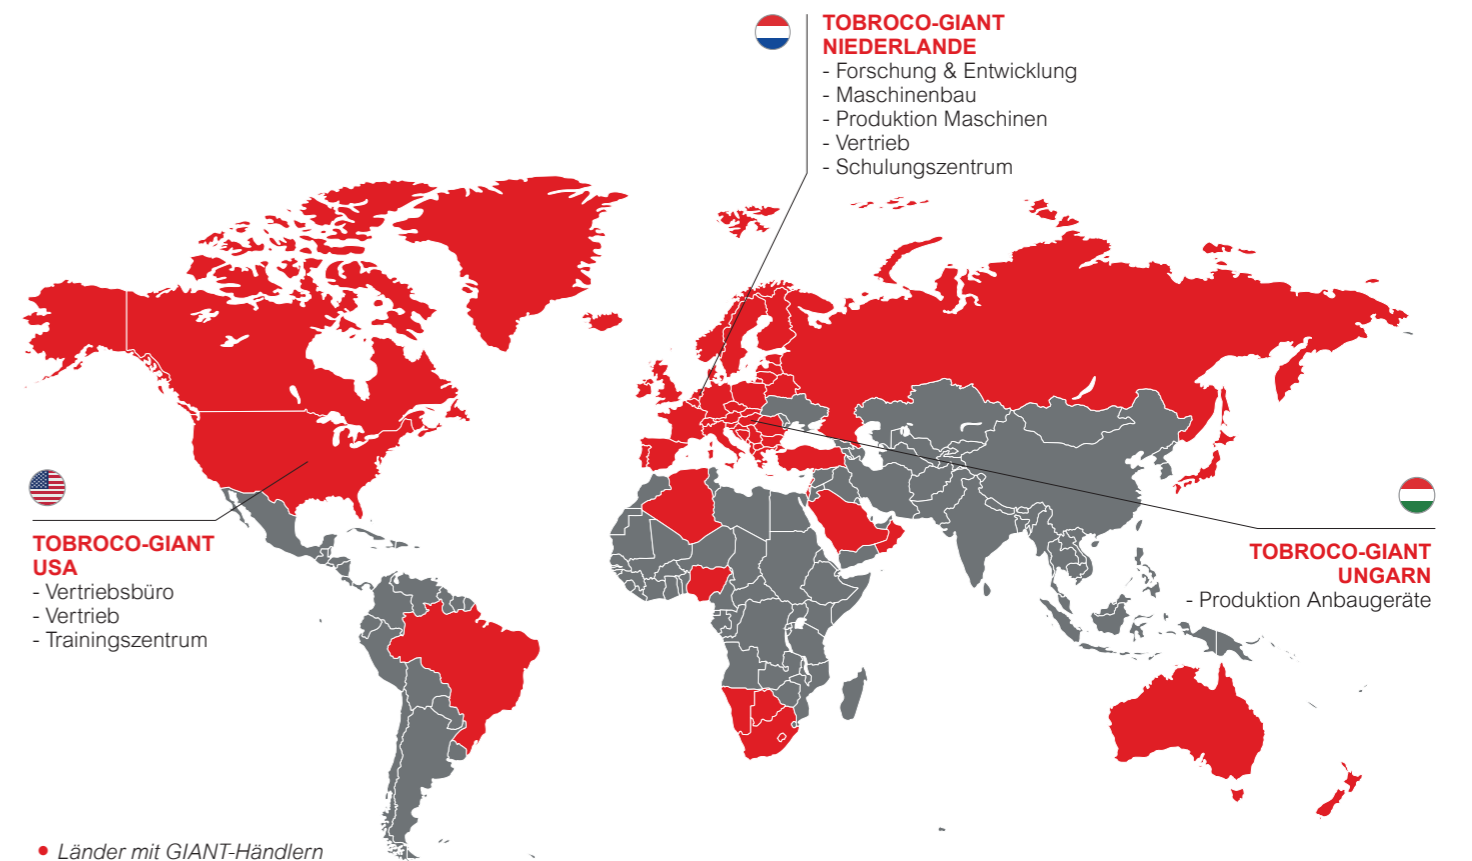 TOBROCO-GIANT
NIEDERLANDE
- Forschung & Entwicklung
- Maschinenbau
- Produktion Maschinen
- Vertrieb
- Schulungszentrum
TOBROCO-GIANT
USA
- Vertriebsbüro
- Vertrieb
- Trainingszentrum
TOBROCO-GIANT
UNGARN
- Produktion Anbaugeräte
• Länder mit GIANT-Händlern